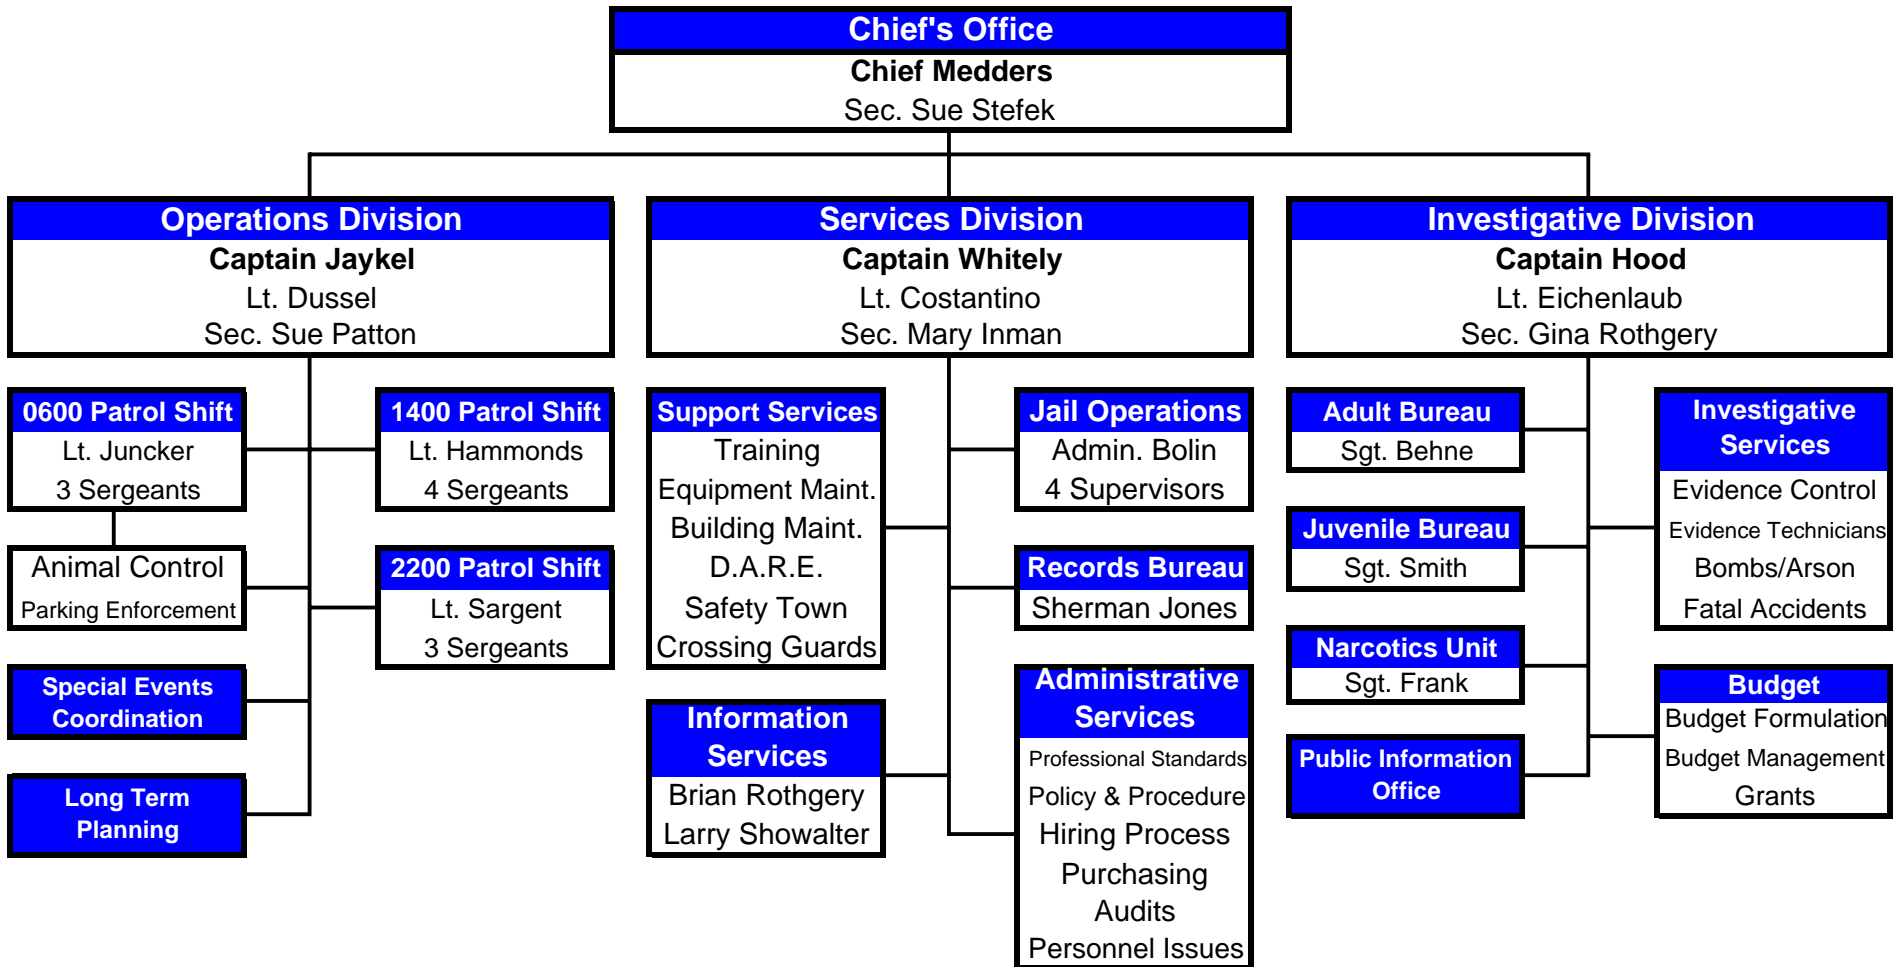 Chief's Office
Chief Medders
Sec. Sue Stefek
Operations Division
Captain Jaykel
Lt. Dussel
Sec. Sue Patton
Services Division
Captain Whitely
Lt. Costantino
Sec. Mary Inman
Investigative Division
Captain Hood
Lt. Eichenlaub
Sec. Gina Rothgery
0600 Patrol Shift
Lt. Juncker
3 Sergeants
1400 Patrol Shift
Lt. Hammonds
4 Sergeants
Animal Control
Parking Enforcement
2200 Patrol Shift
Lt. Sargent
3 Sergeants
Special Events
Coordination
Long Term
Planning
Support Services
Training
Equipment Maint.
Building Maint.
D.A.R.E.
Safety Town
Crossing Guards
Jail Operations
Admin. Bolin
4 Supervisors
Records Bureau
Sherman Jones
Information
Services
Brian Rothgery
Larry Showalter
Administrative
Services
Professional Standards
Policy & Procedure
Hiring Process
Purchasing
Audits
Personnel Issues
Adult Bureau
Sgt. Behne
Investigative
Services
Evidence Control
Evidence Technicians
Bombs/Arson
Fatal Accidents
Juvenile Bureau
Sgt. Smith
Narcotics Unit
Sgt. Frank
Budget
Budget Formulation
Budget Management
Grants
Public Information
Office